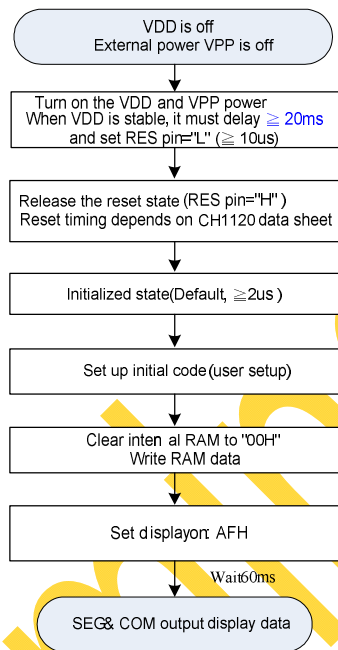 VDD is off
External power VPP is off
Turn on the VDD and VPP power
When VDD is stable, it must delay ≧ 20ms
and set RES pin="L" (≧ 10us)
Release the reset state (RES pin="H")
Reset timing depends on CH1120 data sheet
Initialized state(Default, ≧2us)
Set up initial code(user setup)
Clear inten al RAM to "00H"
Write RAM data
Set displayon: AFH
Wait60ms
SEG& COM output display data